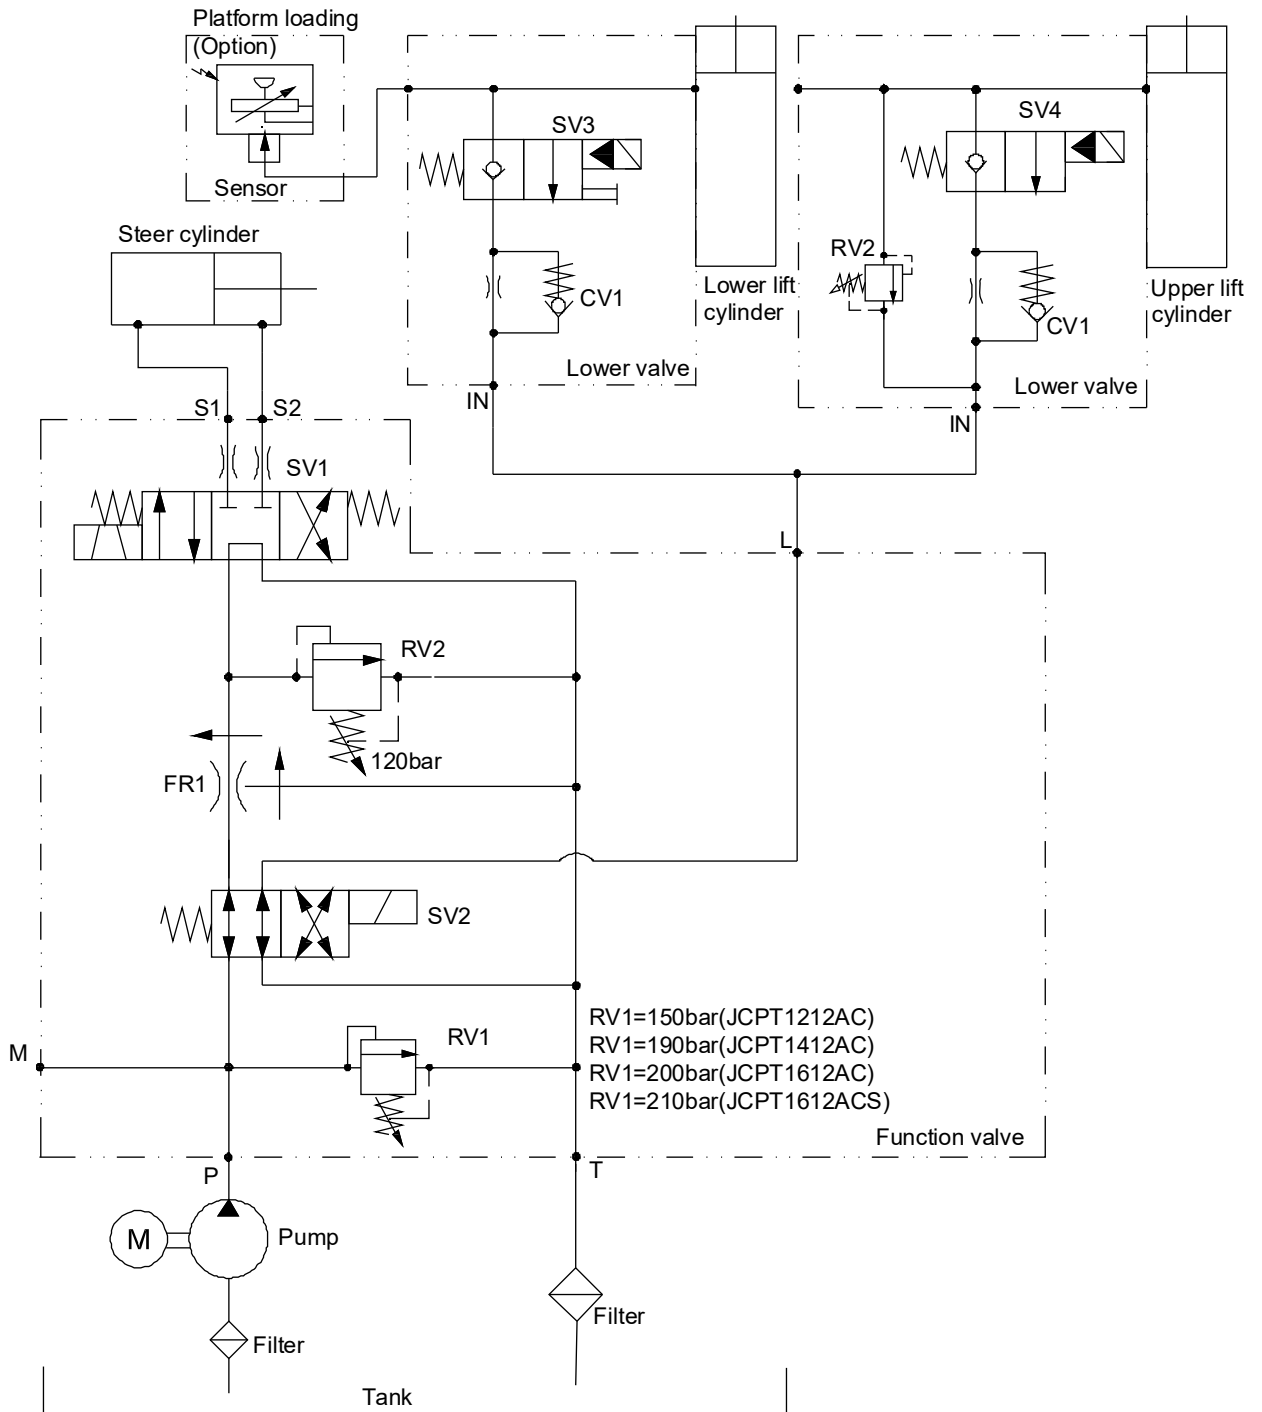 Platform loading
(Option)
Sensor
SV3
SV4
Steer cylinder
RV2
CV1
Lower lift
cylinder
CV1
Upper lift
cylinder
Lower valve
Lower valve
IN
IN
S1
S2
SV1
L
RV2
120bar
FR1
SV2
RV1=150bar(JCPT1212AC)
RV1
RV1=190bar(JCPT1412AC)
M
RV1=200bar(JCPT1612AC)
RV1=210bar(JCPT1612ACS)
Function valve
P
T
M
Pump
Filter
Filter
Tank